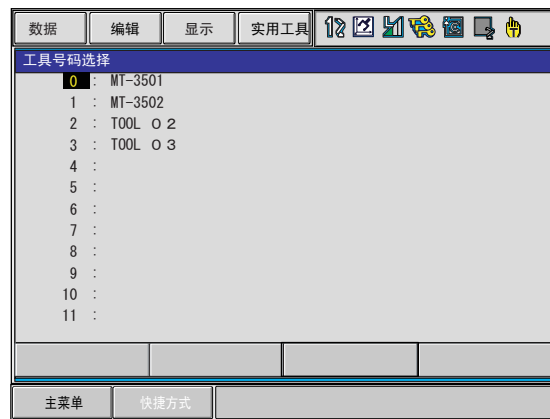 数据 编辑 显示 实用工具
工具号码选择
0 : MT-3501
1 : MT-3502
2 : TOOL ０２
3 : TOOL ０３
4 :
5 :
6 :
7 :
8 :
9 :
10 :
11 :
主菜单 快捷方式